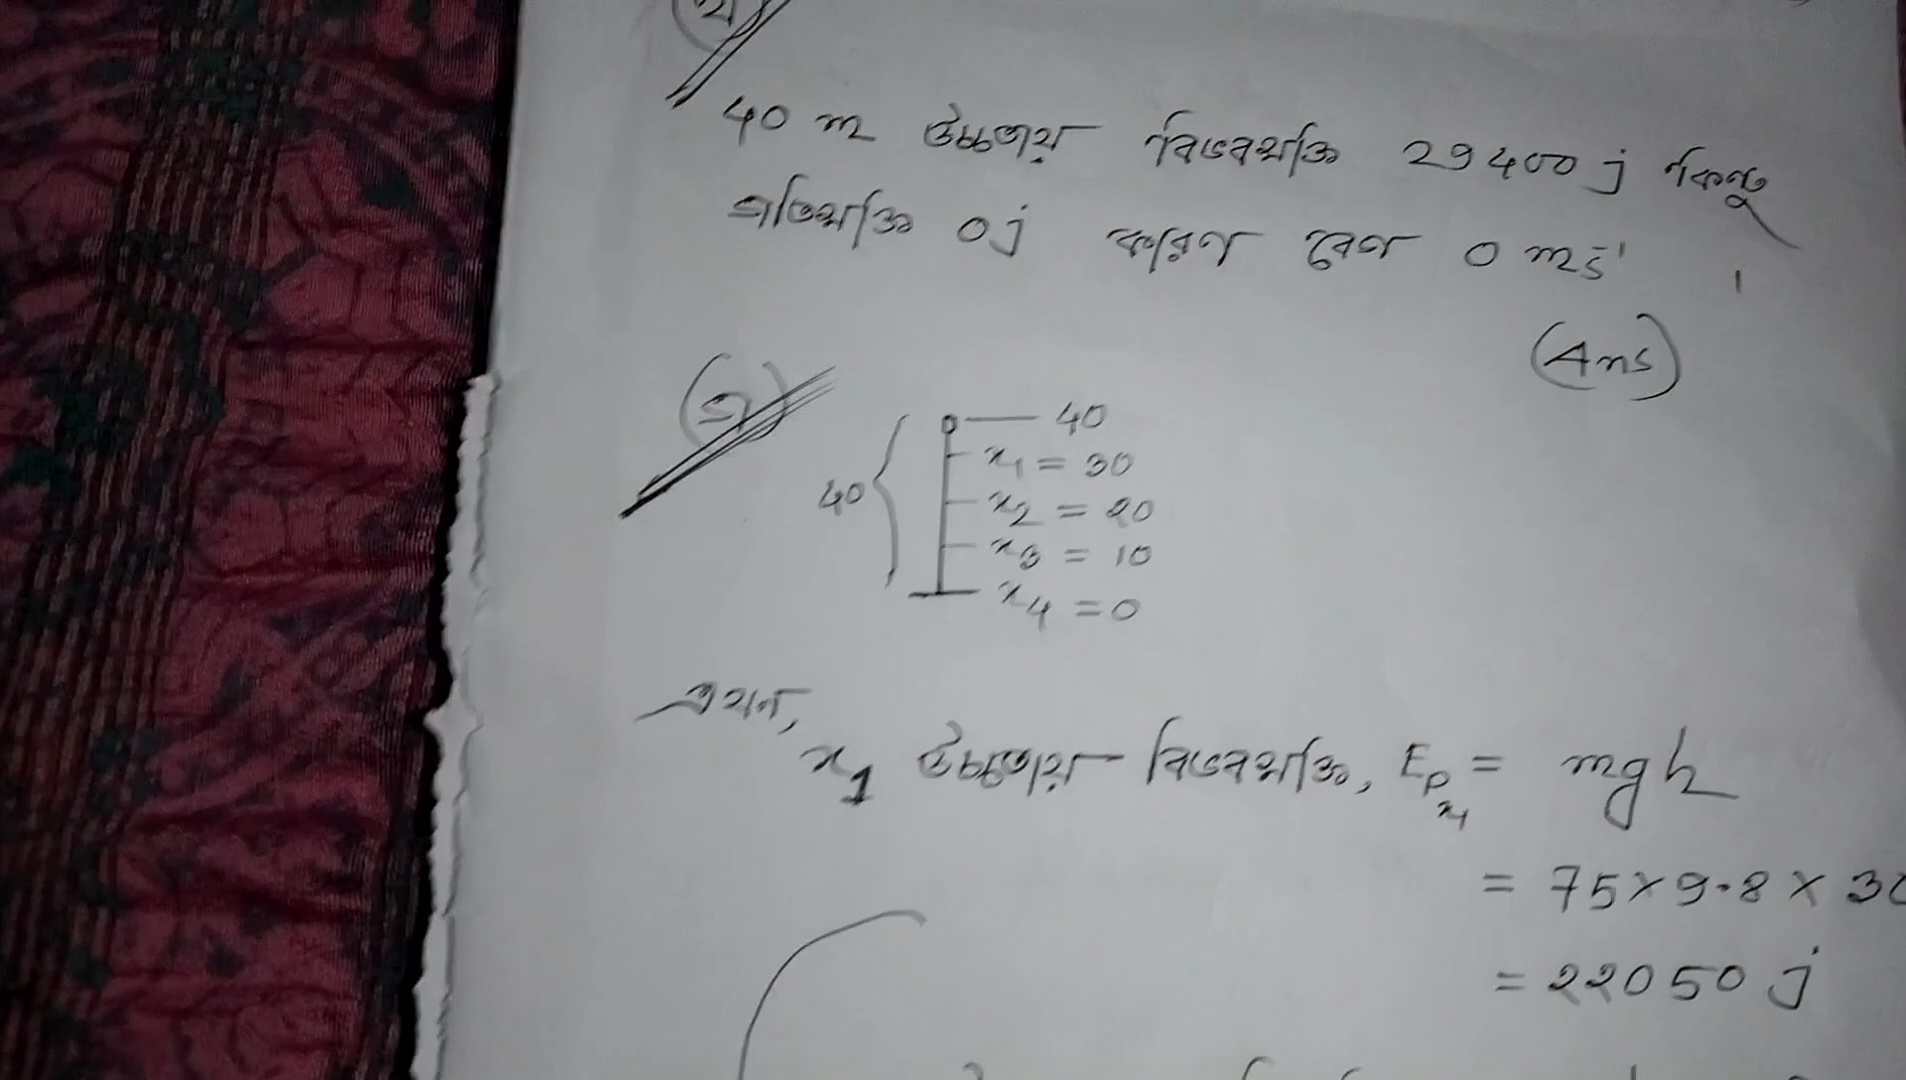 40 m উচ্চতায় বিভবশক্তি 29400 j কিন্তু
গতিশক্তি 0 j কারণ বেগ 0 ms⁻¹ ।
(Ans)
(গ)
40
x₁ = 30
40
x₂ = 20
x₃ = 10
x₄ = 0
এখন,
x₁ উচ্চতায় বিভবশক্তি, Eₚₓ₁ = mgh
= 75 × 9.8 × 30
= 22050 j